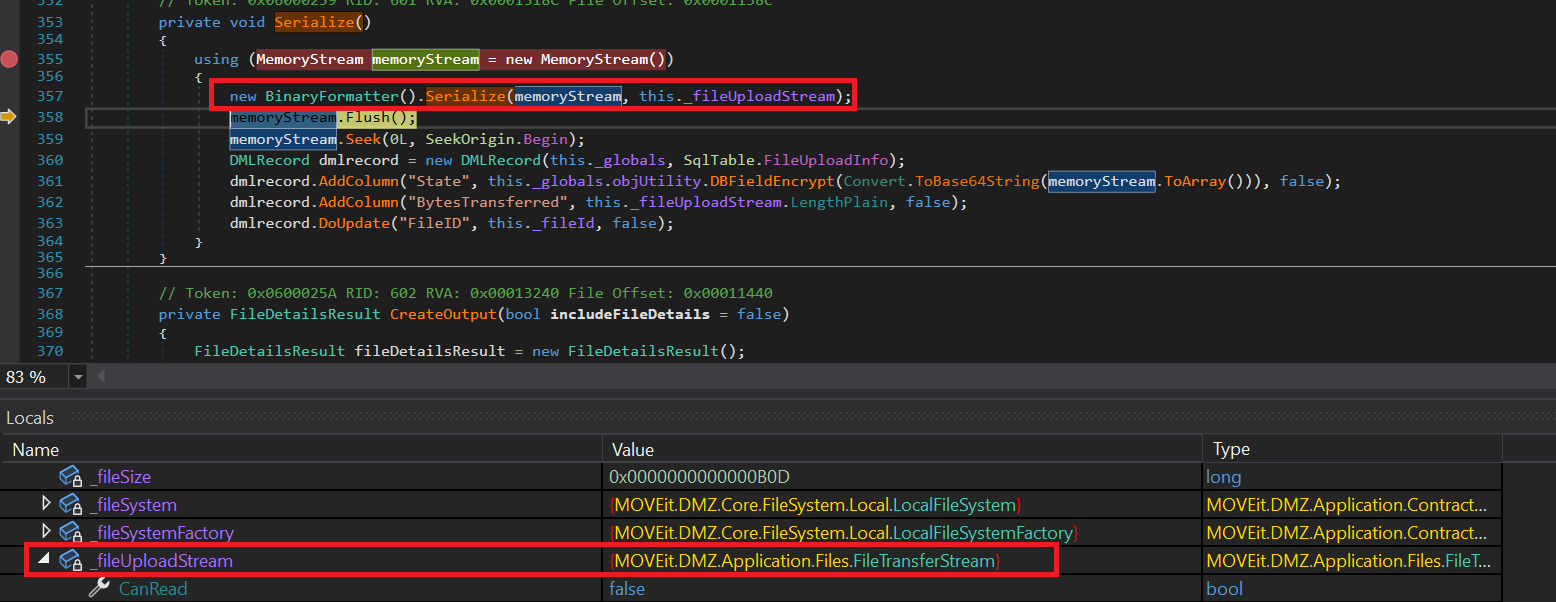 352 // Token: 0x06000259 RID: 601 RVA: 0x0001318C File Offset: 0x0001138C
353 private void Serialize()
354 {
355 using (MemoryStream memoryStream = new MemoryStream())
356 {
357 new BinaryFormatter().Serialize(memoryStream, this._fileUploadStream);
358 memoryStream.Flush();
359 memoryStream.Seek(0L, SeekOrigin.Begin);
360 DMLRecord dmlrecord = new DMLRecord(this._globals, SqlTable.FileUploadInfo);
361 dmlrecord.AddColumn("State", this._globals.objUtility.DBFieldEncrypt(Convert.ToBase64String(memoryStream.ToArray())), false);
362 dmlrecord.AddColumn("BytesTransferred", this._fileUploadStream.LengthPlain, false);
363 dmlrecord.DoUpdate("FileID", this._fileId, false);
364 }
365 }
366
367 // Token: 0x0600025A RID: 602 RVA: 0x00013240 File Offset: 0x00011440
368 private FileDetailsResult CreateOutput(bool includeFileDetails = false)
369 {
370 FileDetailsResult fileDetailsResult = new FileDetailsResult();
83 %
Locals
Name Value Type
_fileSize 0x0000000000000B0D long
_fileSystem {MOVEit.DMZ.Core.FileSystem.Local.LocalFileSystem} MOVEit.DMZ.Application.Contract...
_fileSystemFactory {MOVEit.DMZ.Core.FileSystem.Local.LocalFileSystemFactory} MOVEit.DMZ.Application.Contract...
_fileUploadStream {MOVEit.DMZ.Application.Files.FileTransferStream} MOVEit.DMZ.Application.Files.FileT...
CanRead false bool